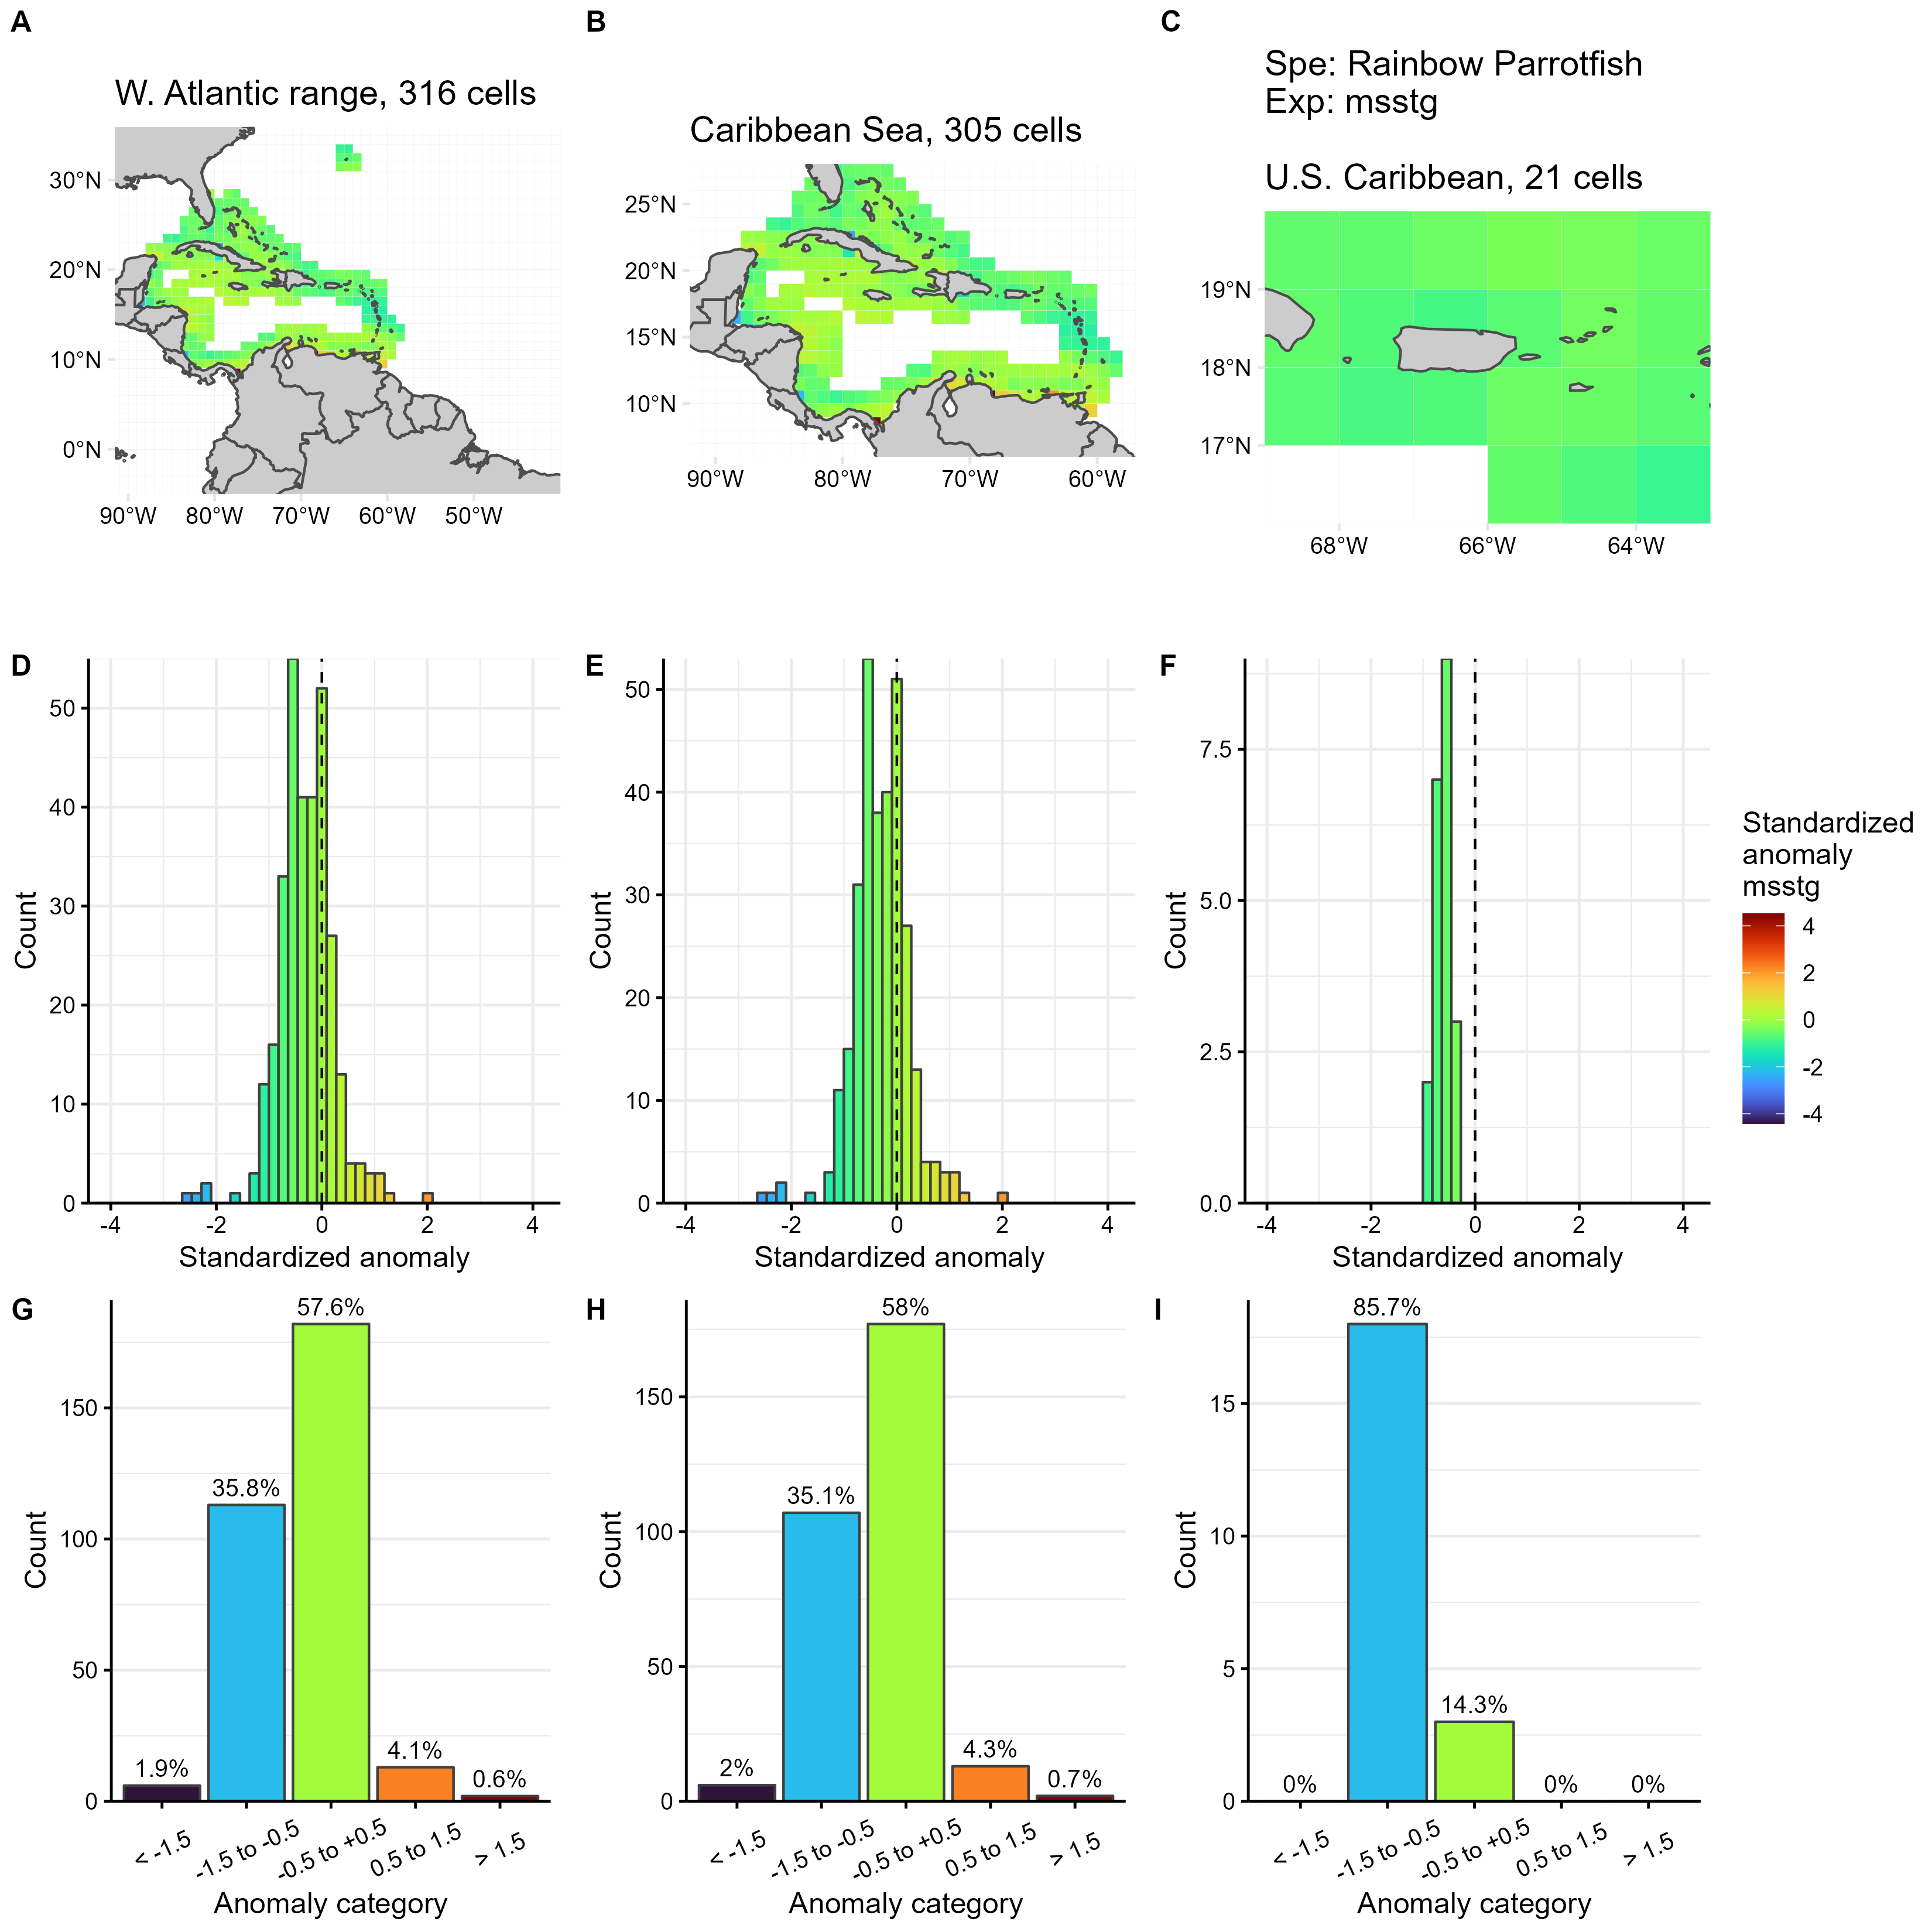 A
B
C
W. Atlantic range, 316 cells
Caribbean Sea, 305 cells
Spe: Rainbow Parrotfish
Exp: msstg
U.S. Caribbean, 21 cells
30°N
20°N
10°N
0°N
90°W 80°W 70°W 60°W 50°W
25°N
20°N
15°N
10°N
90°W 80°W 70°W 60°W
19°N
18°N
17°N
68°W 66°W 64°W
D
Count
50
40
30
20
10
0
-4 -2 0 2 4
Standardized anomaly
E
Count
50
40
30
20
10
0
-4 -2 0 2 4
Standardized anomaly
F
Count
7.5
5.0
2.5
0.0
-4 -2 0 2 4
Standardized anomaly
Standardized
anomaly
msstg
4
2
0
-2
-4
G
Count
150
100
50
0
1.9%
35.8%
57.6%
4.1%
0.6%
< -1.5
-1.5 to -0.5
-0.5 to +0.5
0.5 to 1.5
> 1.5
Anomaly category
H
Count
150
100
50
0
2%
35.1%
58%
4.3%
0.7%
< -1.5
-1.5 to -0.5
-0.5 to +0.5
0.5 to 1.5
> 1.5
Anomaly category
I
Count
15
10
5
0
0%
85.7%
14.3%
0%
0%
< -1.5
-1.5 to -0.5
-0.5 to +0.5
0.5 to 1.5
> 1.5
Anomaly category